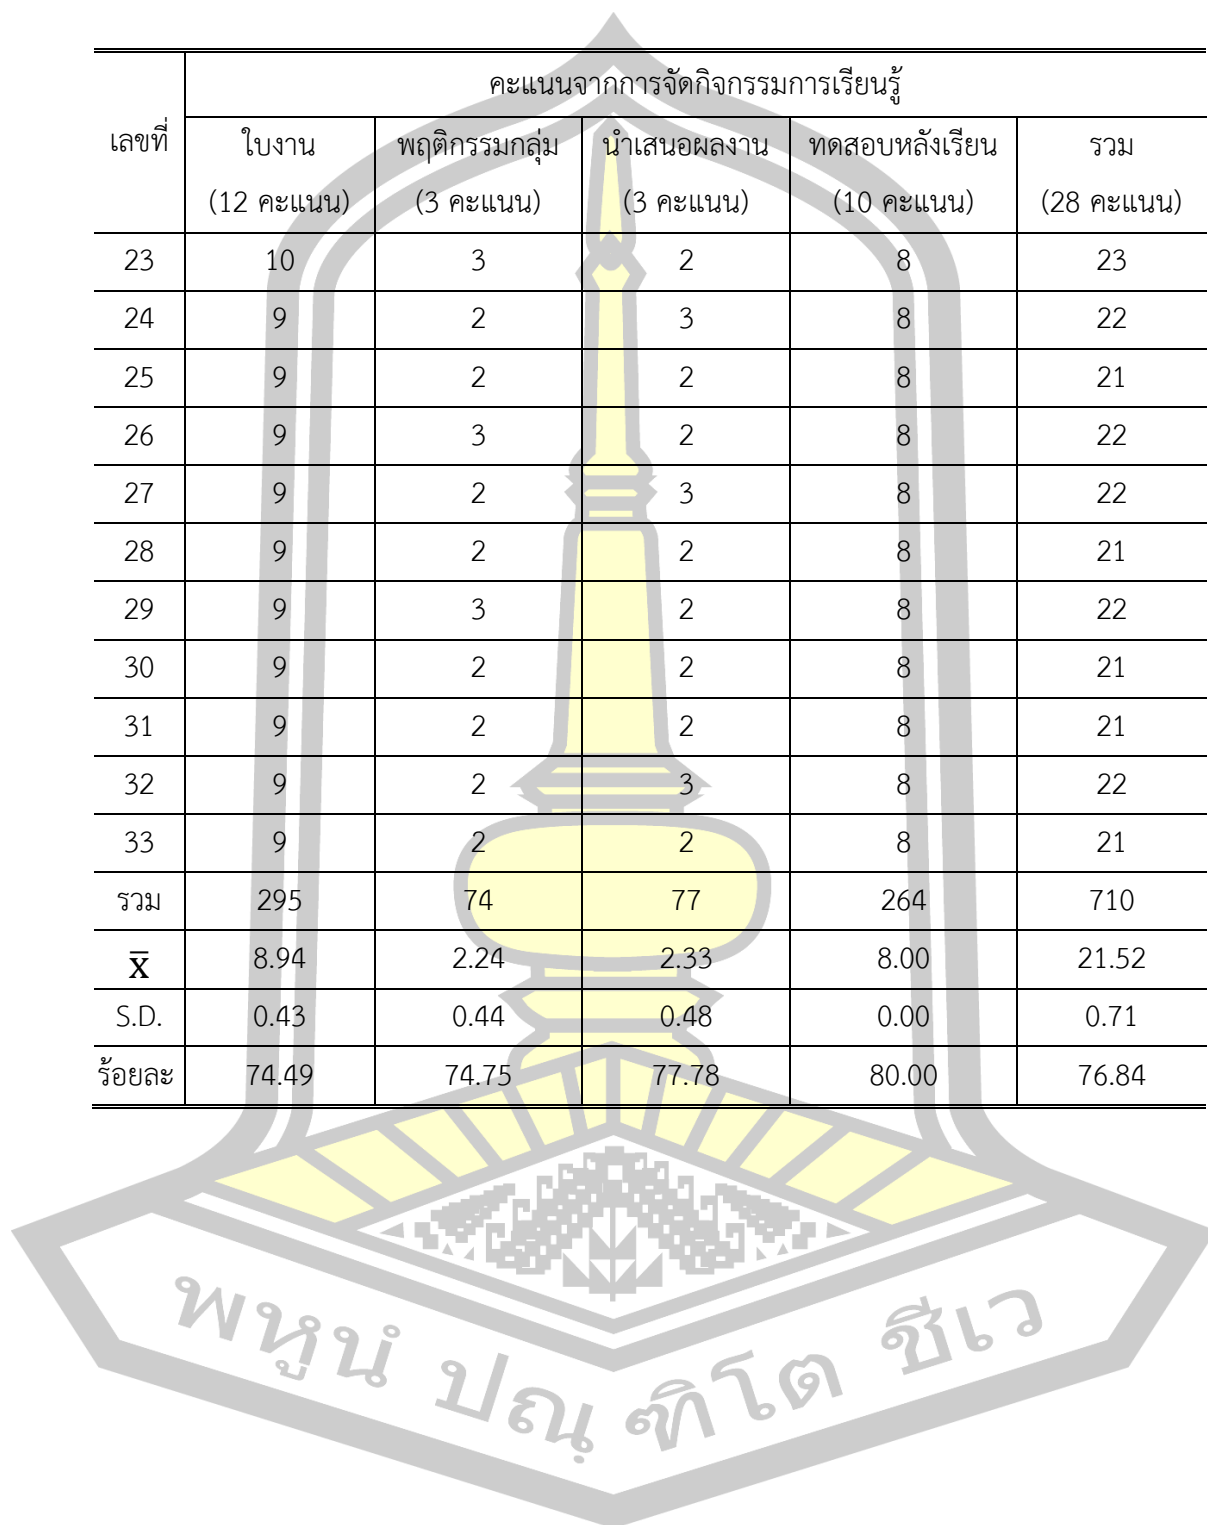 เลขที่ คะแนนจากการจัดกิจกรรมการเรียนรู้
ใบงาน พฤติกรรมกลุ่ม นำเสนอผลงาน ทดสอบหลังเรียน รวม
(12 คะแนน) (3 คะแนน) (3 คะแนน) (10 คะแนน) (28 คะแนน)
23 10 3 2 8 23
24 9 2 3 8 22
25 9 2 2 8 21
26 9 3 2 8 22
27 9 2 3 8 22
28 9 2 2 8 21
29 9 3 2 8 22
30 9 2 2 8 21
31 9 2 2 8 21
32 9 2 3 8 22
33 9 2 2 8 21
รวม 295 74 77 264 710
x̅ 8.94 2.24 2.33 8.00 21.52
S.D. 0.43 0.44 0.48 0.00 0.71
ร้อยละ 74.49 74.75 77.78 80.00 76.84
พหูนํ ปณฺฑิโต ชีเว